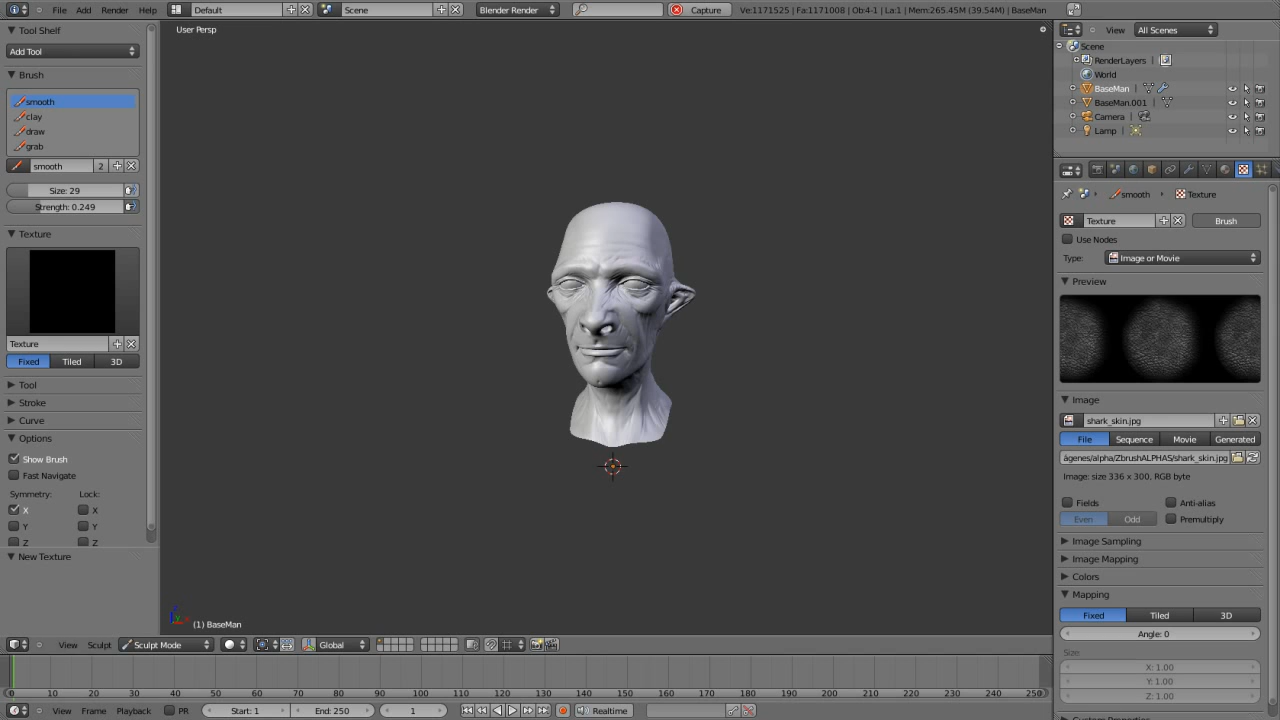 File Add Render Help Default Scene Blender Render Capture Ve:1171525 | Fa:1171008 | Ob:4-1 | La:1 | Mem:265.45M (39.54M) | BaseMan
Tool Shelf
Add Tool
Brush
smooth
clay
draw
grab
smooth 2
Size: 29
Strength: 0.249
Texture
Texture
Fixed Tiled 3D
Tool
Stroke
Curve
Options
Show Brush
Fast Navigate
Symmetry: Lock:
X X
Y Y
Z Z
New Texture
User Persp
(1) BaseMan
View Sculpt Sculpt Mode Global
0 10 20 30 40 50 60 70 80 90 100 110 120 130 140 150 160 170 180 190 200 210 220 230 240 250
View Frame Playback PR Start: 1 End: 250 1 Realtime
View All Scenes
Scene
RenderLayers
World
BaseMan
BaseMan.001
Camera
Lamp
smooth Texture
Texture Brush
Use Nodes
Type: Image or Movie
Preview
Image
shark_skin.jpg
File Sequence Movie Generated
àgenes/alpha/ZbrushALPHAS/shark_skin.jpg
Image: size 336 x 300, RGB byte
Fields Anti-alias
Even Odd Premultiply
Image Sampling
Image Mapping
Colors
Mapping
Fixed Tiled 3D
Angle: 0
Size:
X: 1.00
Y: 1.00
Z: 1.00
Custom Properties